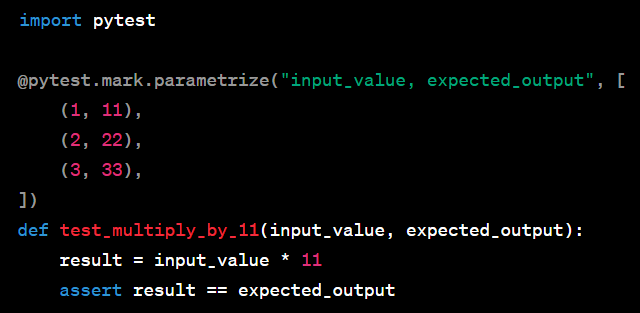 import pytest

@pytest.mark.parametrize("input_value, expected_output", [
    (1, 11),
    (2, 22),
    (3, 33),
])
def test_multiply_by_11(input_value, expected_output):
    result = input_value * 11
    assert result == expected_output